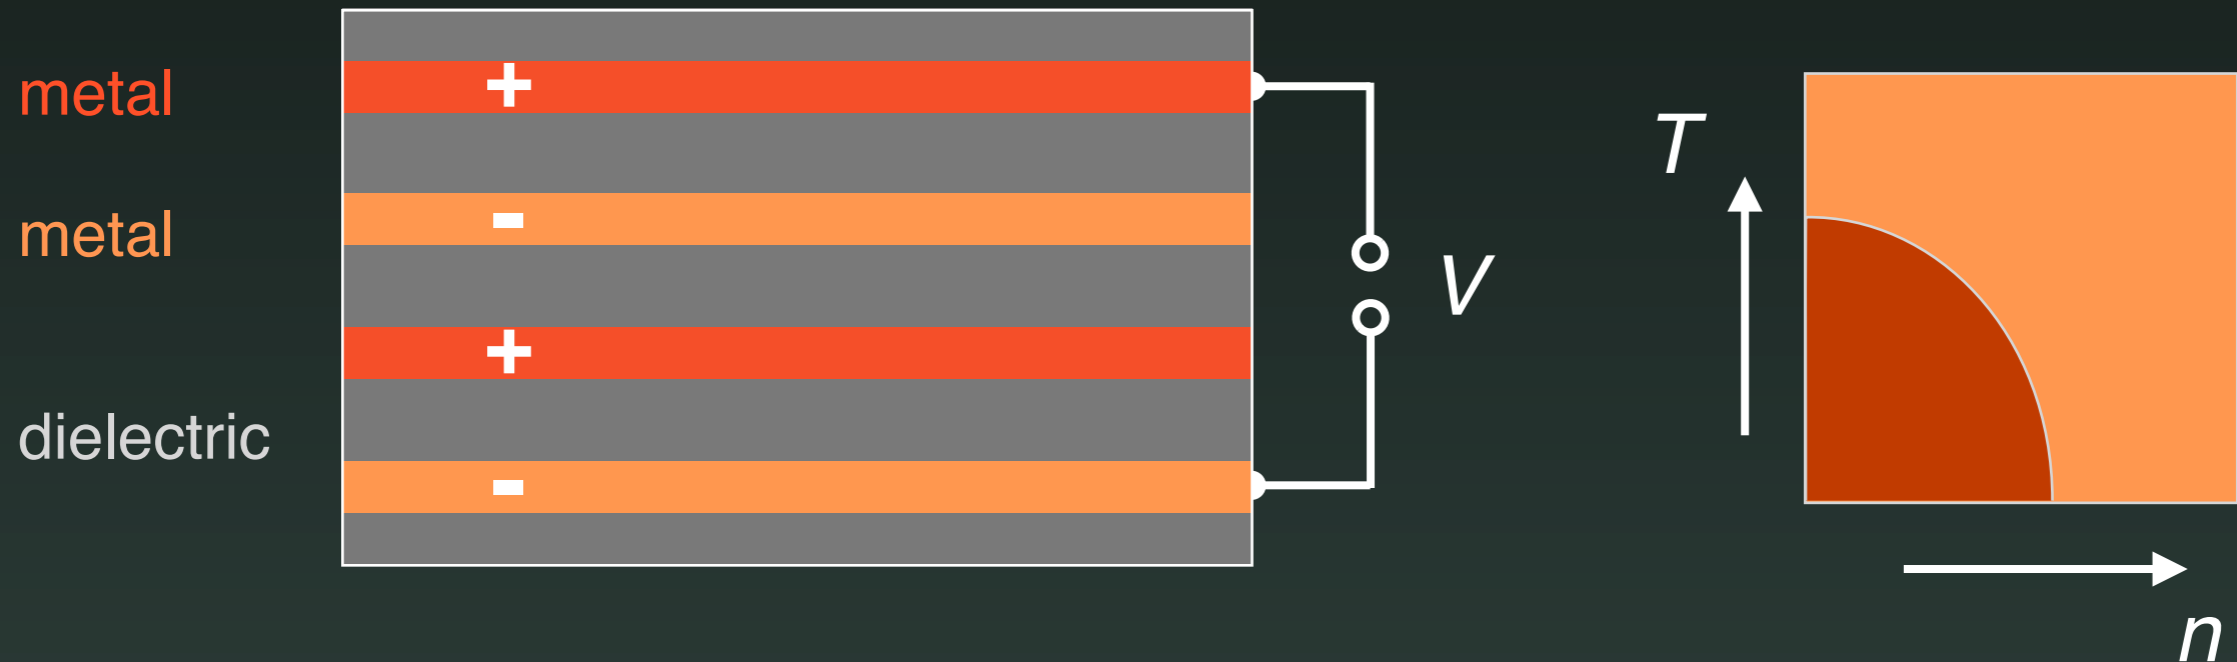 metal
+
metal
-
+
dielectric
-
V
T
n